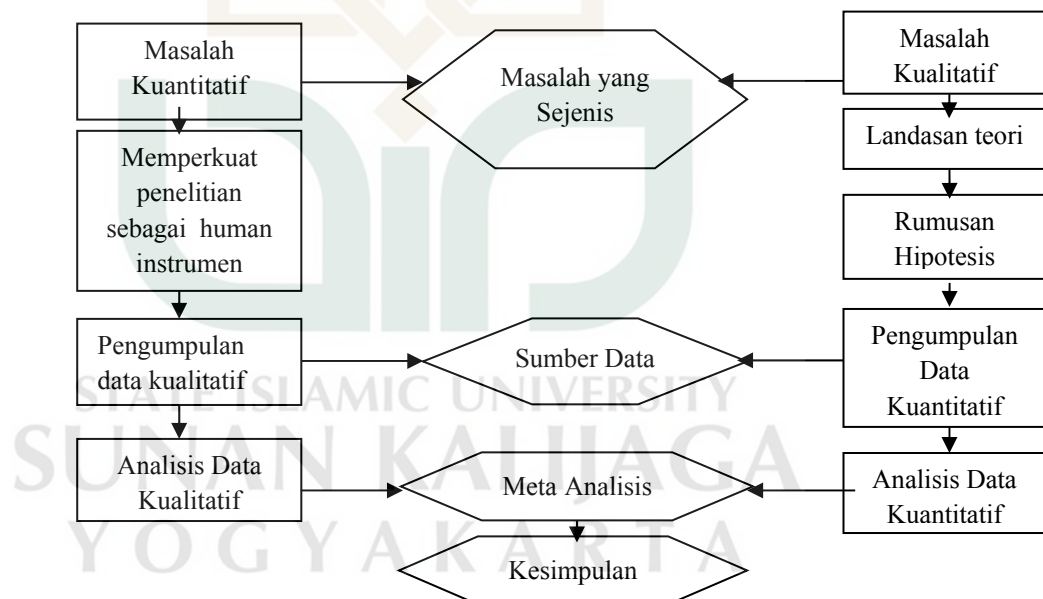 Masalah
Kuantitatif
Masalah yang
Sejenis
Masalah
Kualitatif
Landasan teori
Memperkuat
penelitian
sebagai human
instrumen
Rumusan
Hipotesis
Pengumpulan
data kualitatif
Sumber Data
Pengumpulan
Data
Kuantitatif
STATE ISLAMIC UNIVERSITY
SUNAN KALIJAGA
YOGYAKARTA
Analisis Data
Kualitatif
Meta Analisis
Analisis Data
Kuantitatif
Kesimpulan